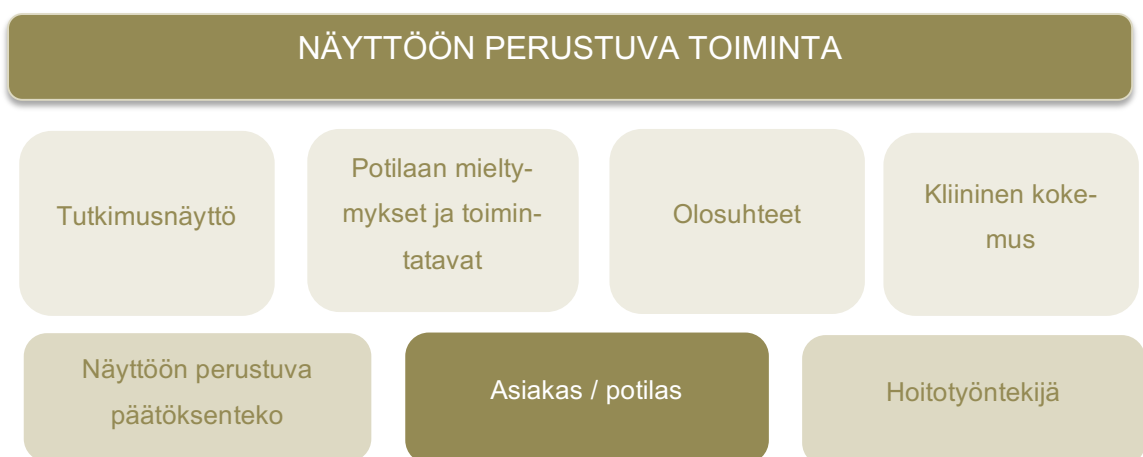 NÄYTTÖÖN PERUSTUVA TOIMINTA
Tutkimusnäyttö
Potilaan mielty-
mykset ja toimin-
tatavat
Olosuhteet
Kliininen koke-
mus
Näyttöön perustuva
päätöksenteko
Asiakas / potilas
Hoitotyöntekijä